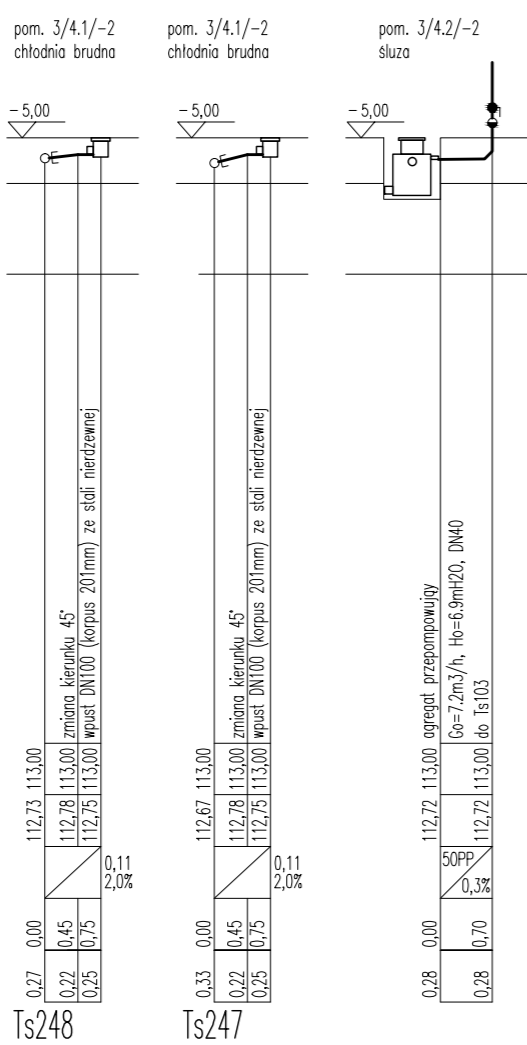 pom. 3/4.1/-2
chłodnia brudna
pom. 3/4.1/-2
chłodnia brudna
pom. 3/4.2/-2
śluza
-5,00
-5,00
-5,00
zmiana kierunku 45°
wpust DN100 (korpus 201mm) ze stali nierdzewnej
zmiana kierunku 45°
wpust DN100 (korpus 201mm) ze stali nierdzewnej
agregat przepompowujący
Go=7.2m3/h, Ho=6.9mH20, DN40
do Ts103
113,00
113,00
113,00
113,00
113,00
113,00
113,00
113,00
112,73
112,78
112,75
112,67
112,78
112,75
112,72
112,72
0,11
2,0%
0,11
2,0%
50PP
0,3%
0,00
0,45
0,75
0,00
0,45
0,75
0,00
0,70
0,27
0,22
0,25
0,33
0,22
0,25
0,28
0,28
Ts248
Ts247